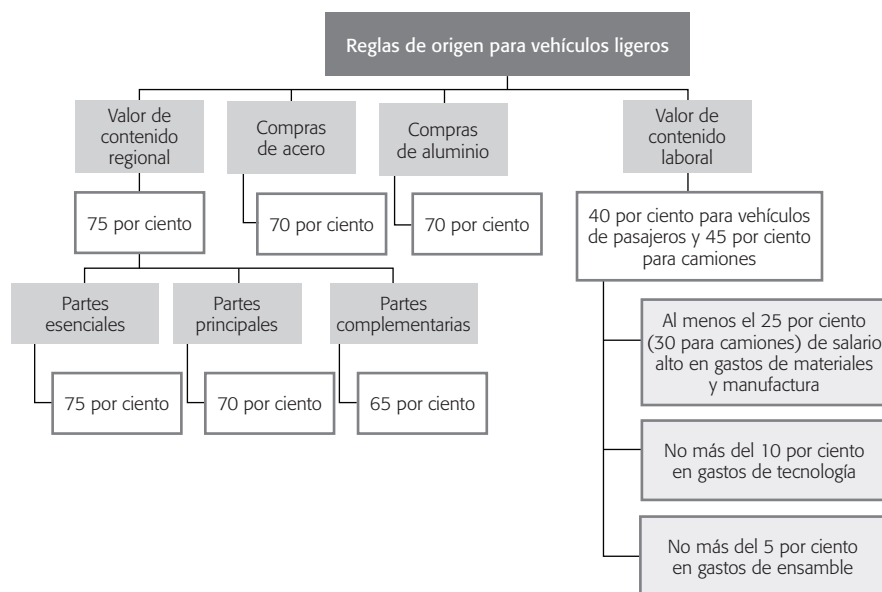 Reglas de origen para vehículos ligeros
Valor de
contenido
regional
Compras
de acero
Compras
de aluminio
Valor de
contenido
laboral
75 por ciento
70 por ciento
70 por ciento
40 por ciento para vehículos
de pasajeros y 45 por ciento
para camiones
Partes
esenciales
Partes
principales
Partes
complementarias
75 por ciento
70 por ciento
65 por ciento
Al menos el 25 por ciento
(30 para camiones) de salario
alto en gastos de materiales
y manufactura
No más del 10 por ciento
en gastos de tecnología
No más del 5 por ciento
en gastos de ensamble